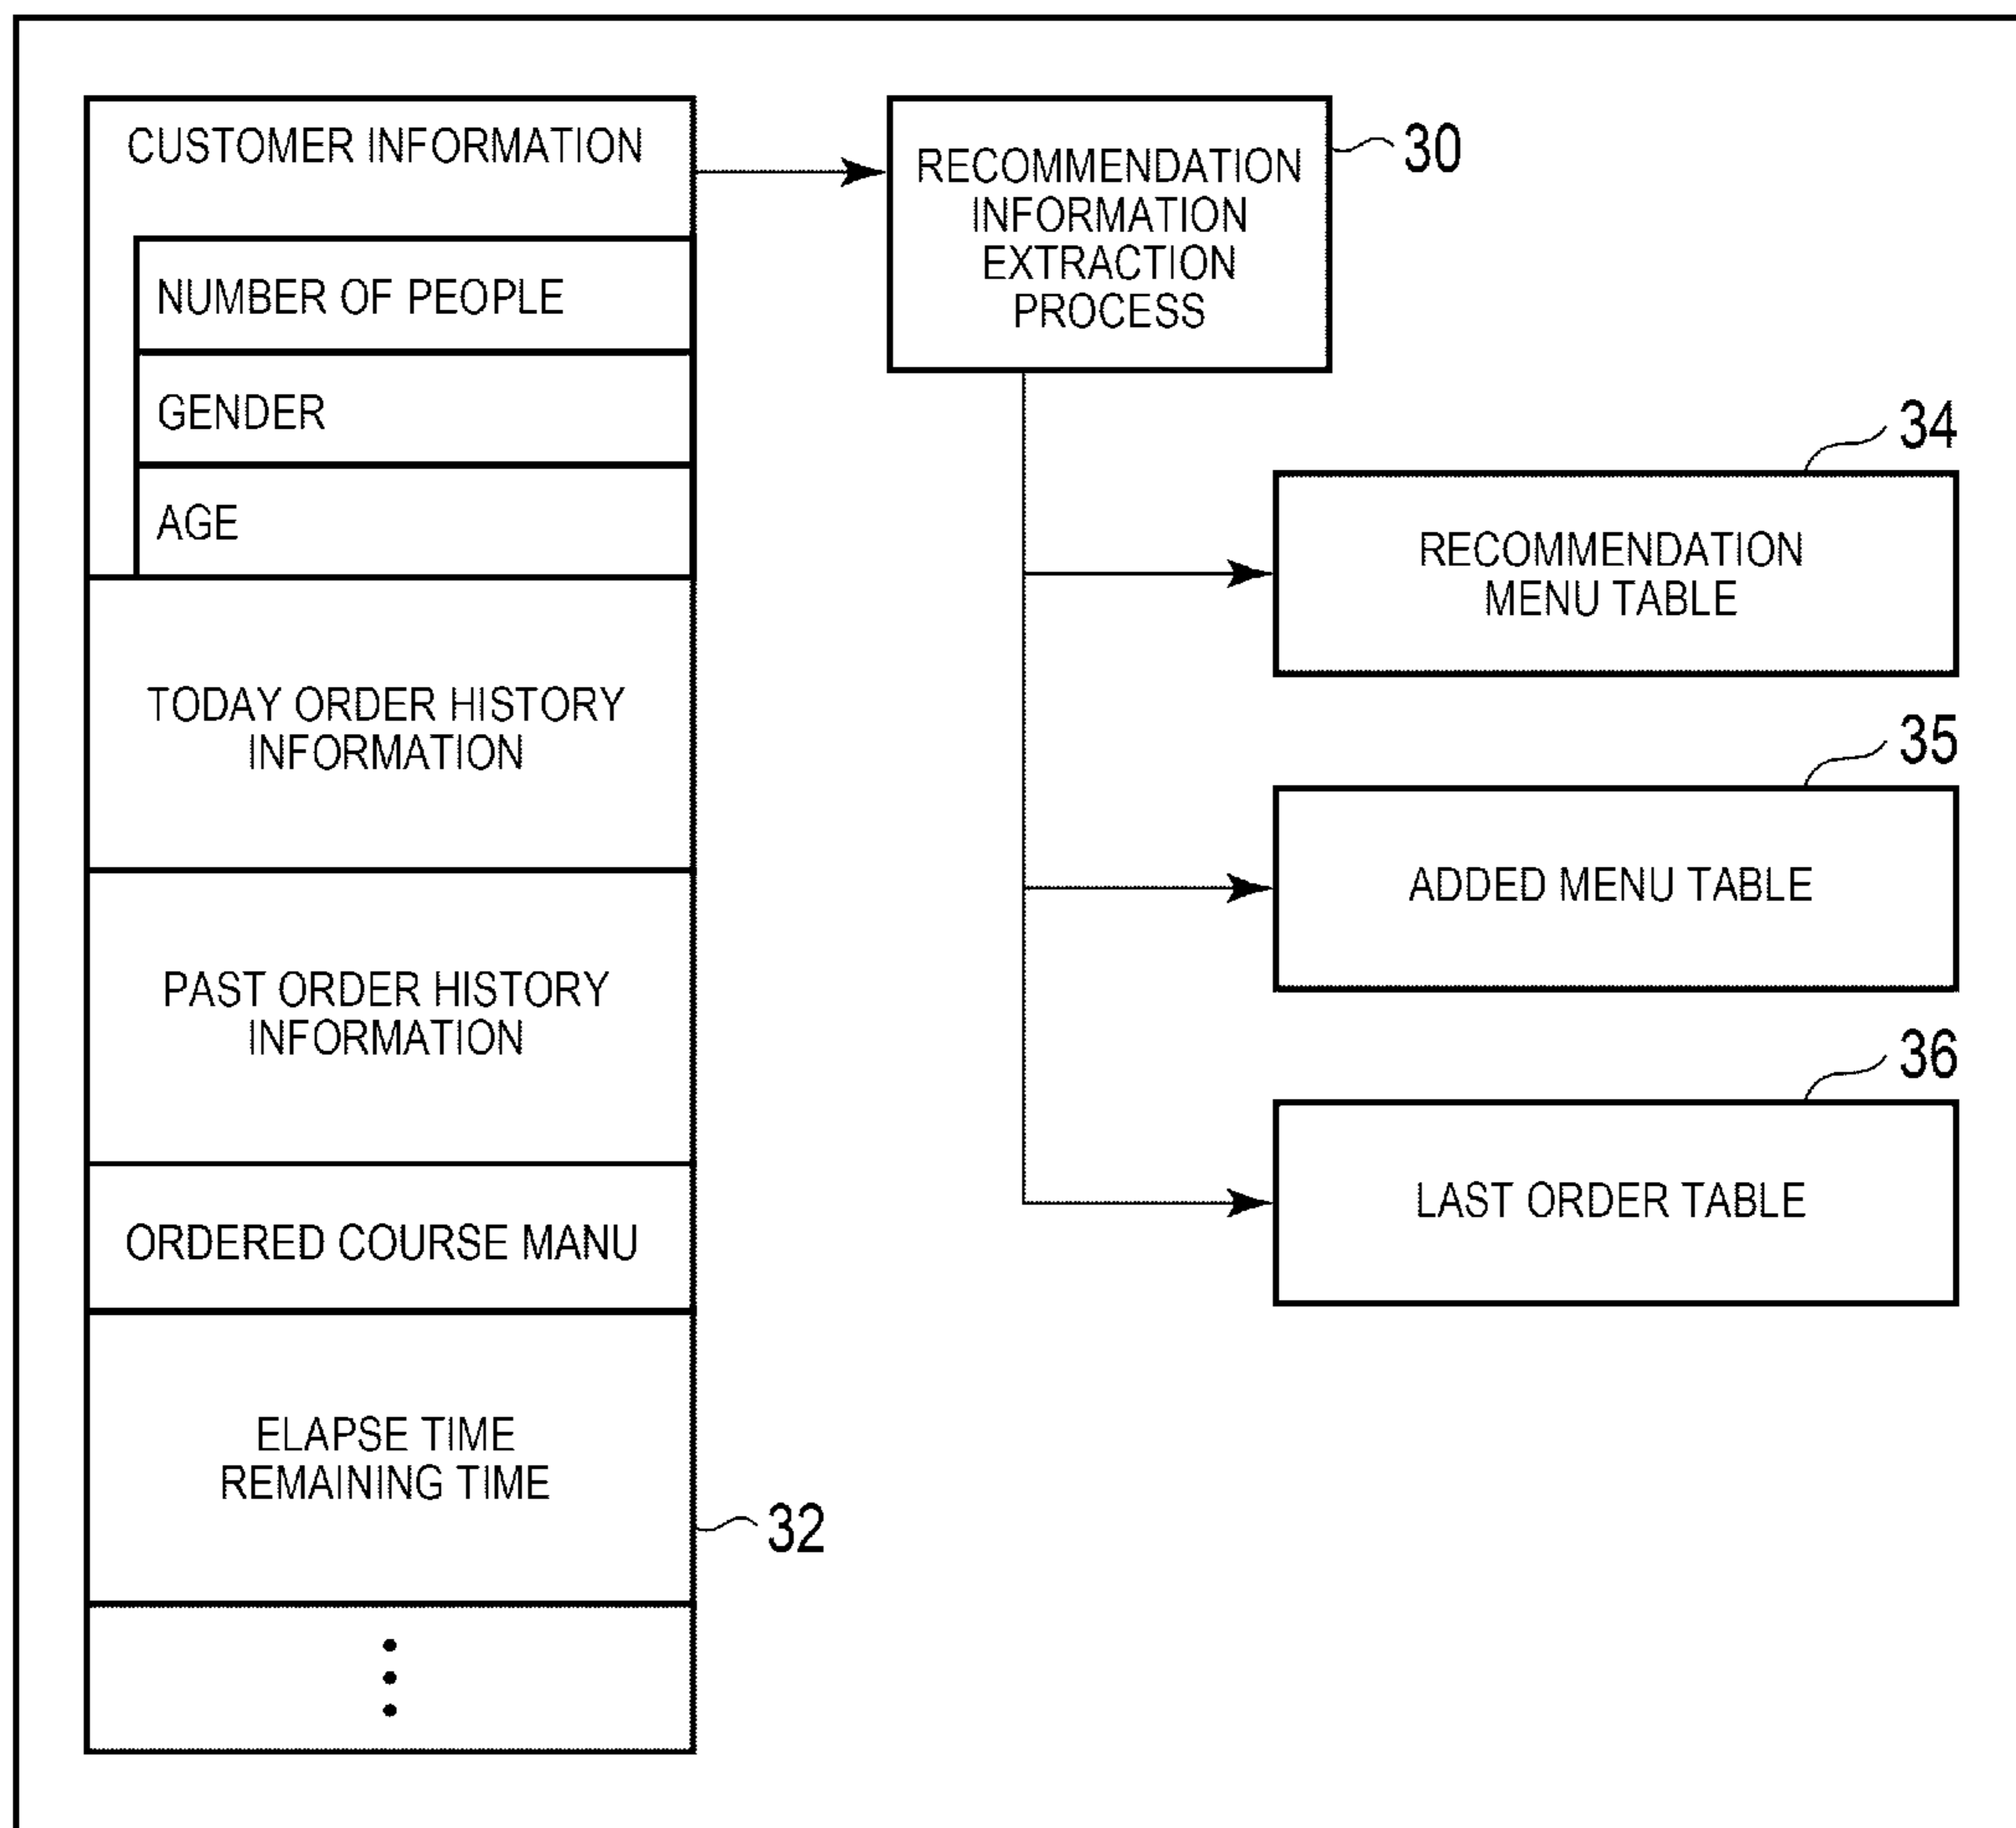 CUSTOMER INFORMATION
NUMBER OF PEOPLE
GENDER
AGE
TODAY ORDER HISTORY
INFORMATION
PAST ORDER HISTORY
INFORMATION
ORDERED COURSE MANU
ELAPSE TIME
REMAINING TIME
32
RECOMMENDATION
INFORMATION
EXTRACTION
PROCESS
30
34
RECOMMENDATION
MENU TABLE
35
ADDED MENU TABLE
36
LAST ORDER TABLE